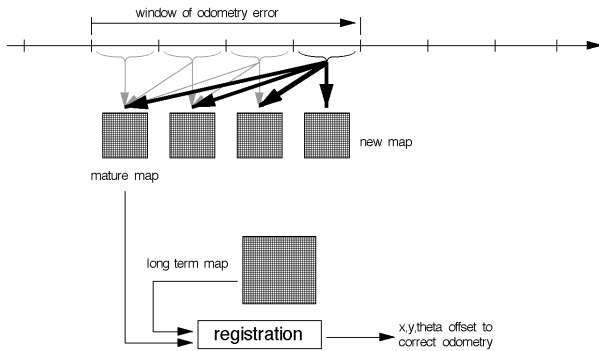 window of odometry error
new map
mature map
long term map
registration
x,y,theta offset to
correct odometry